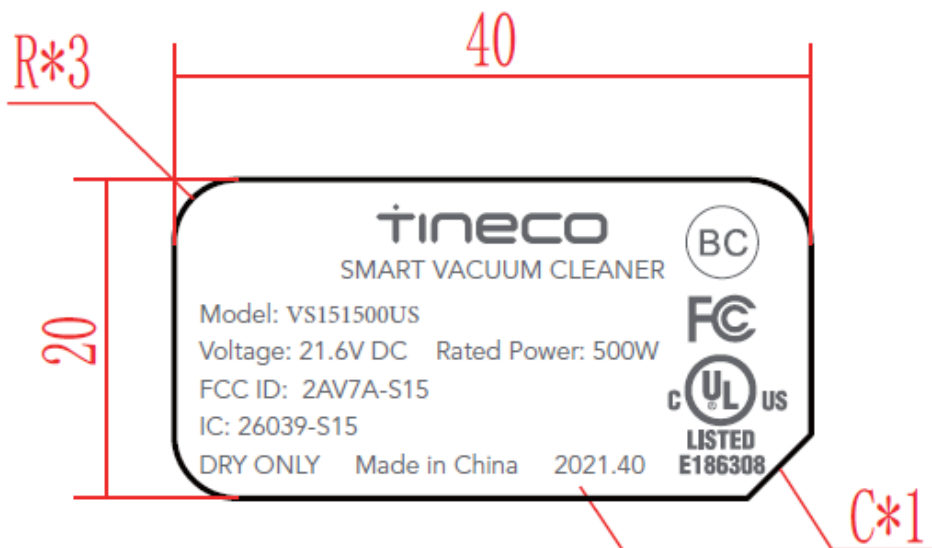 40
R*3
20
tineco
BC
SMART VACUUM CLEANER
Model: VS151500US
FC
Voltage: 21.6V DC Rated Power: 500W
FCC ID: 2AV7A-S15
C UL ® US
IC: 26039-S15
LISTED
DRY ONLY Made in China 2021.40
E186308
C*1